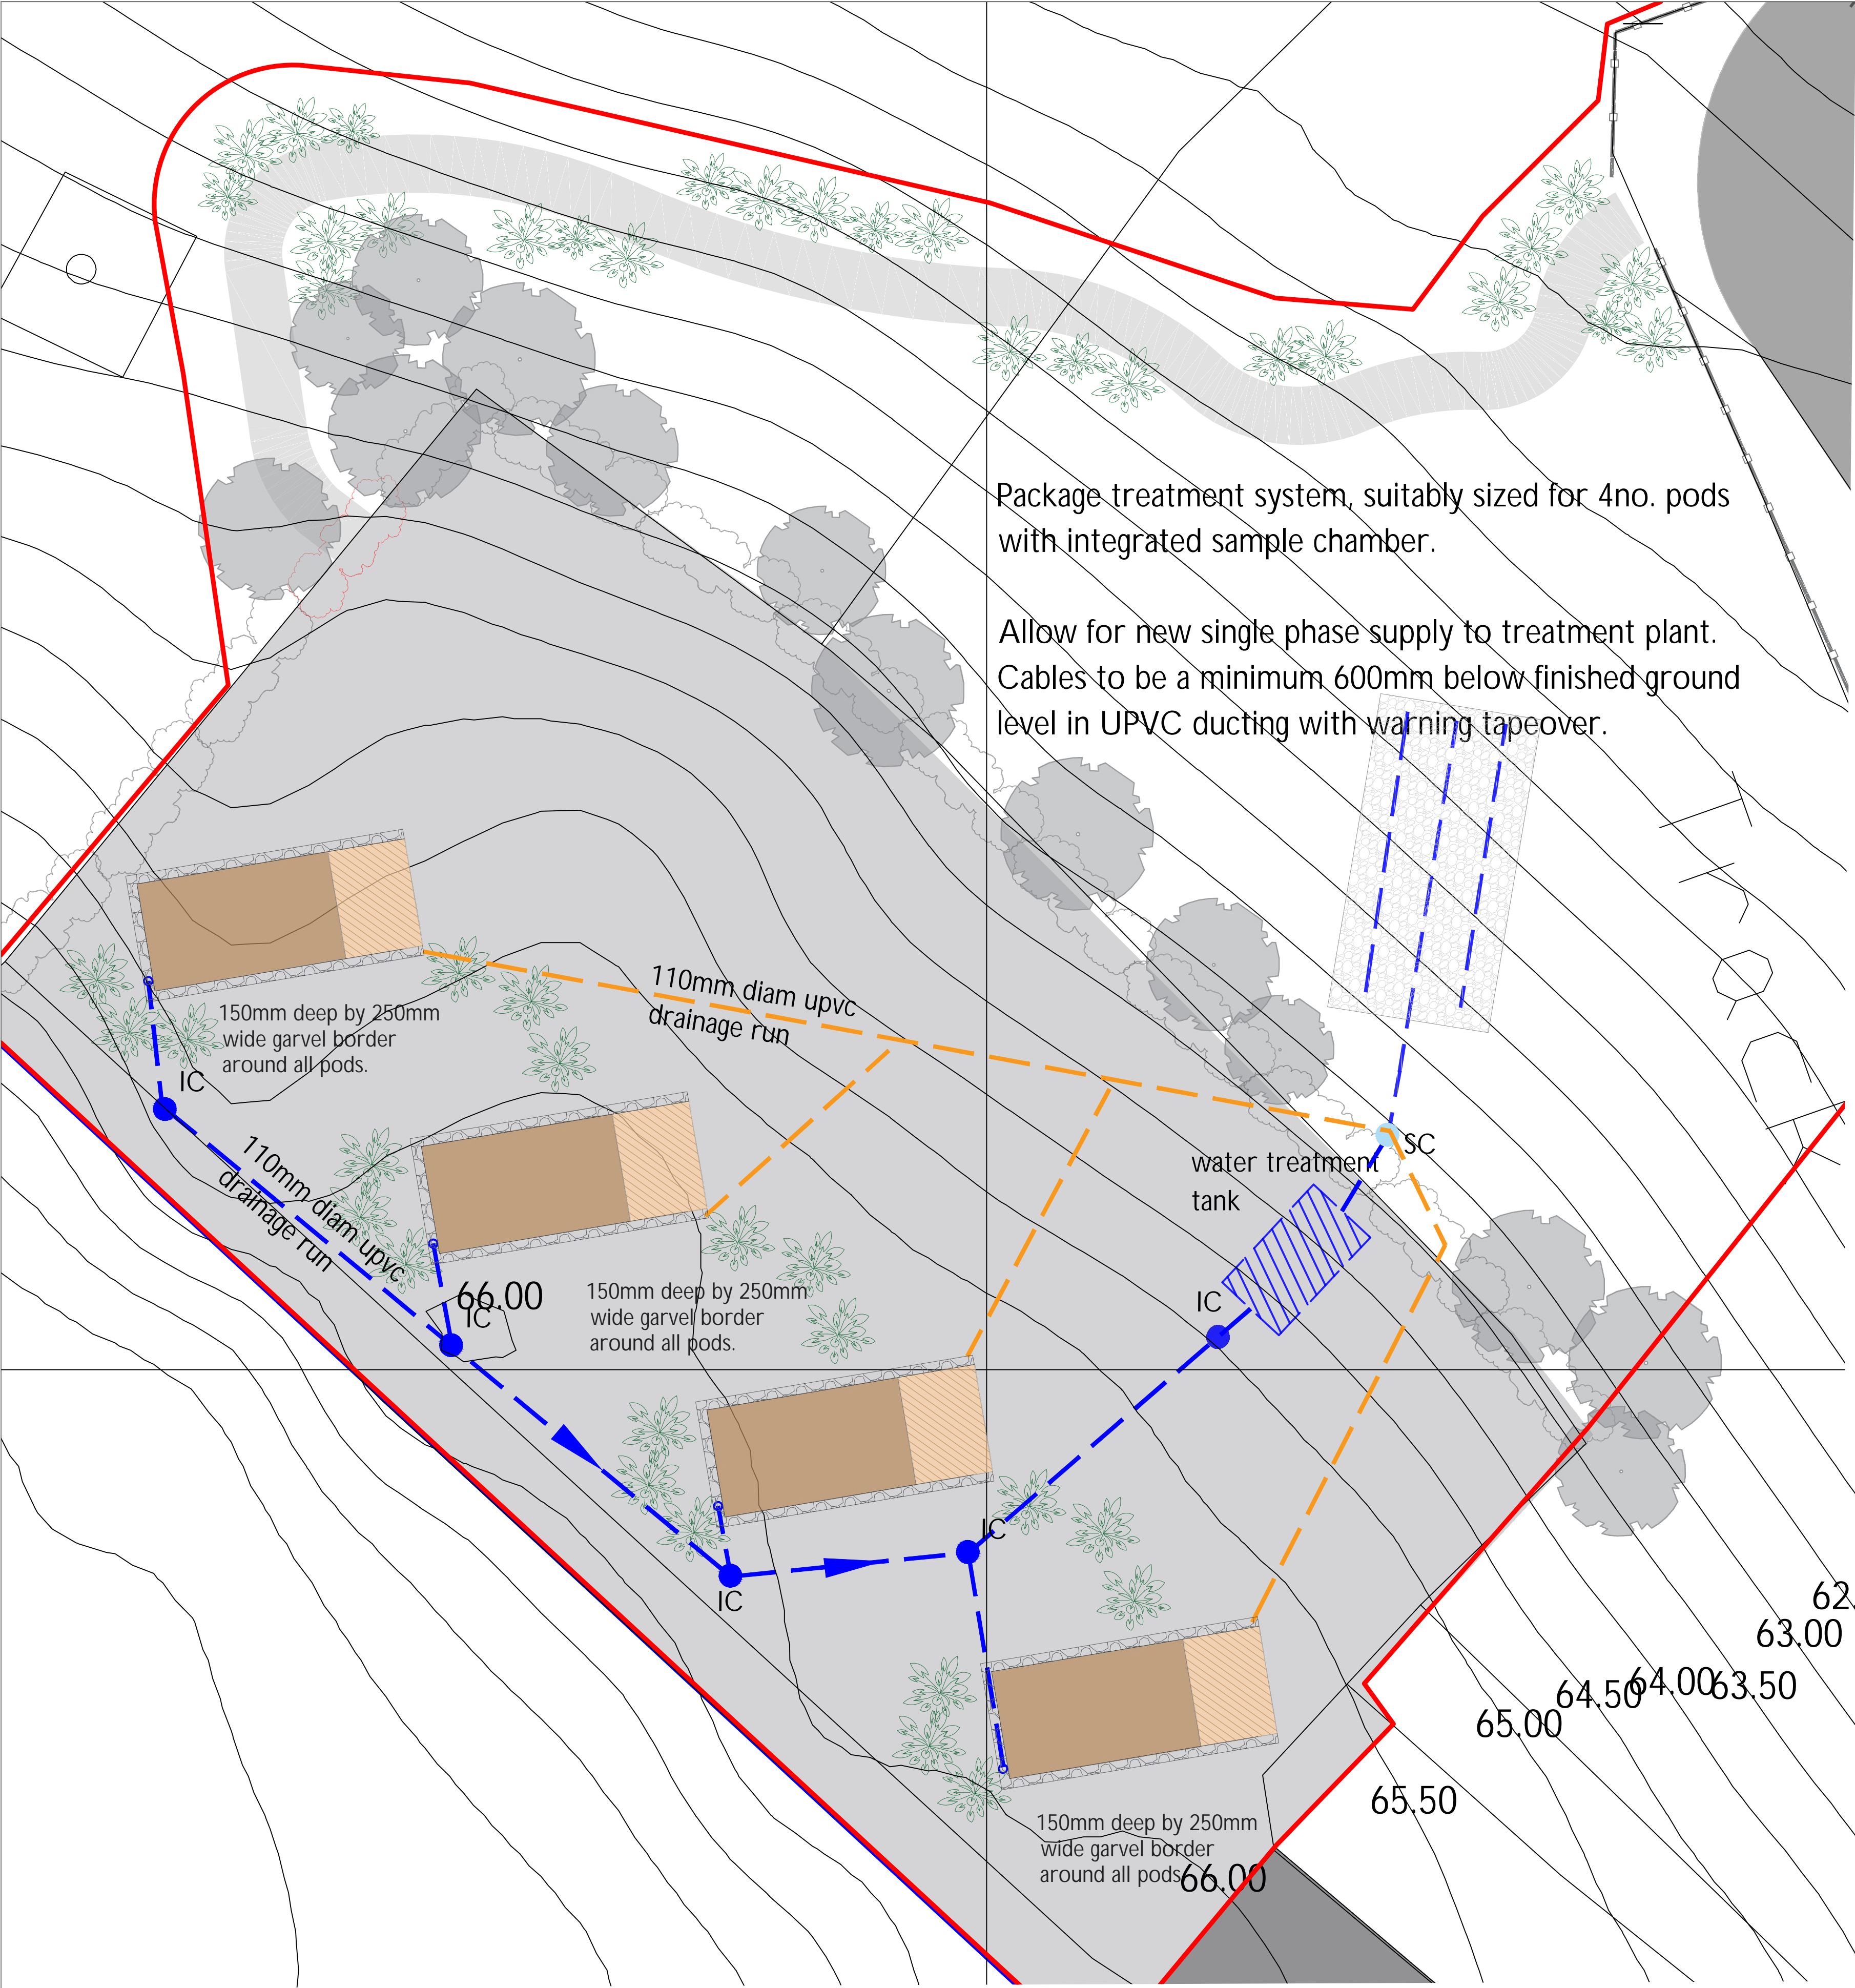 Package treatment system, suitably sized for 4no. pods
with integrated sample chamber.
Allow for new single phase supply to treatment plant.
Cables to be a minimum 600mm below finished ground
level in UPVC ducting with warning tapeover.
110mm diam upvc
drainage run
150mm deep by 250mm
wide garvel border
around all pods.
IC
110mm diam upvc
drainage run
SC
water treatment
tank
66.00
IC
150mm deep by 250mm
wide garvel border
around all pods.
IC
IC
IC
62.
63.00
63.50
64.00
64.50
65.00
65.50
150mm deep by 250mm
wide garvel border
around all pods.
66.00